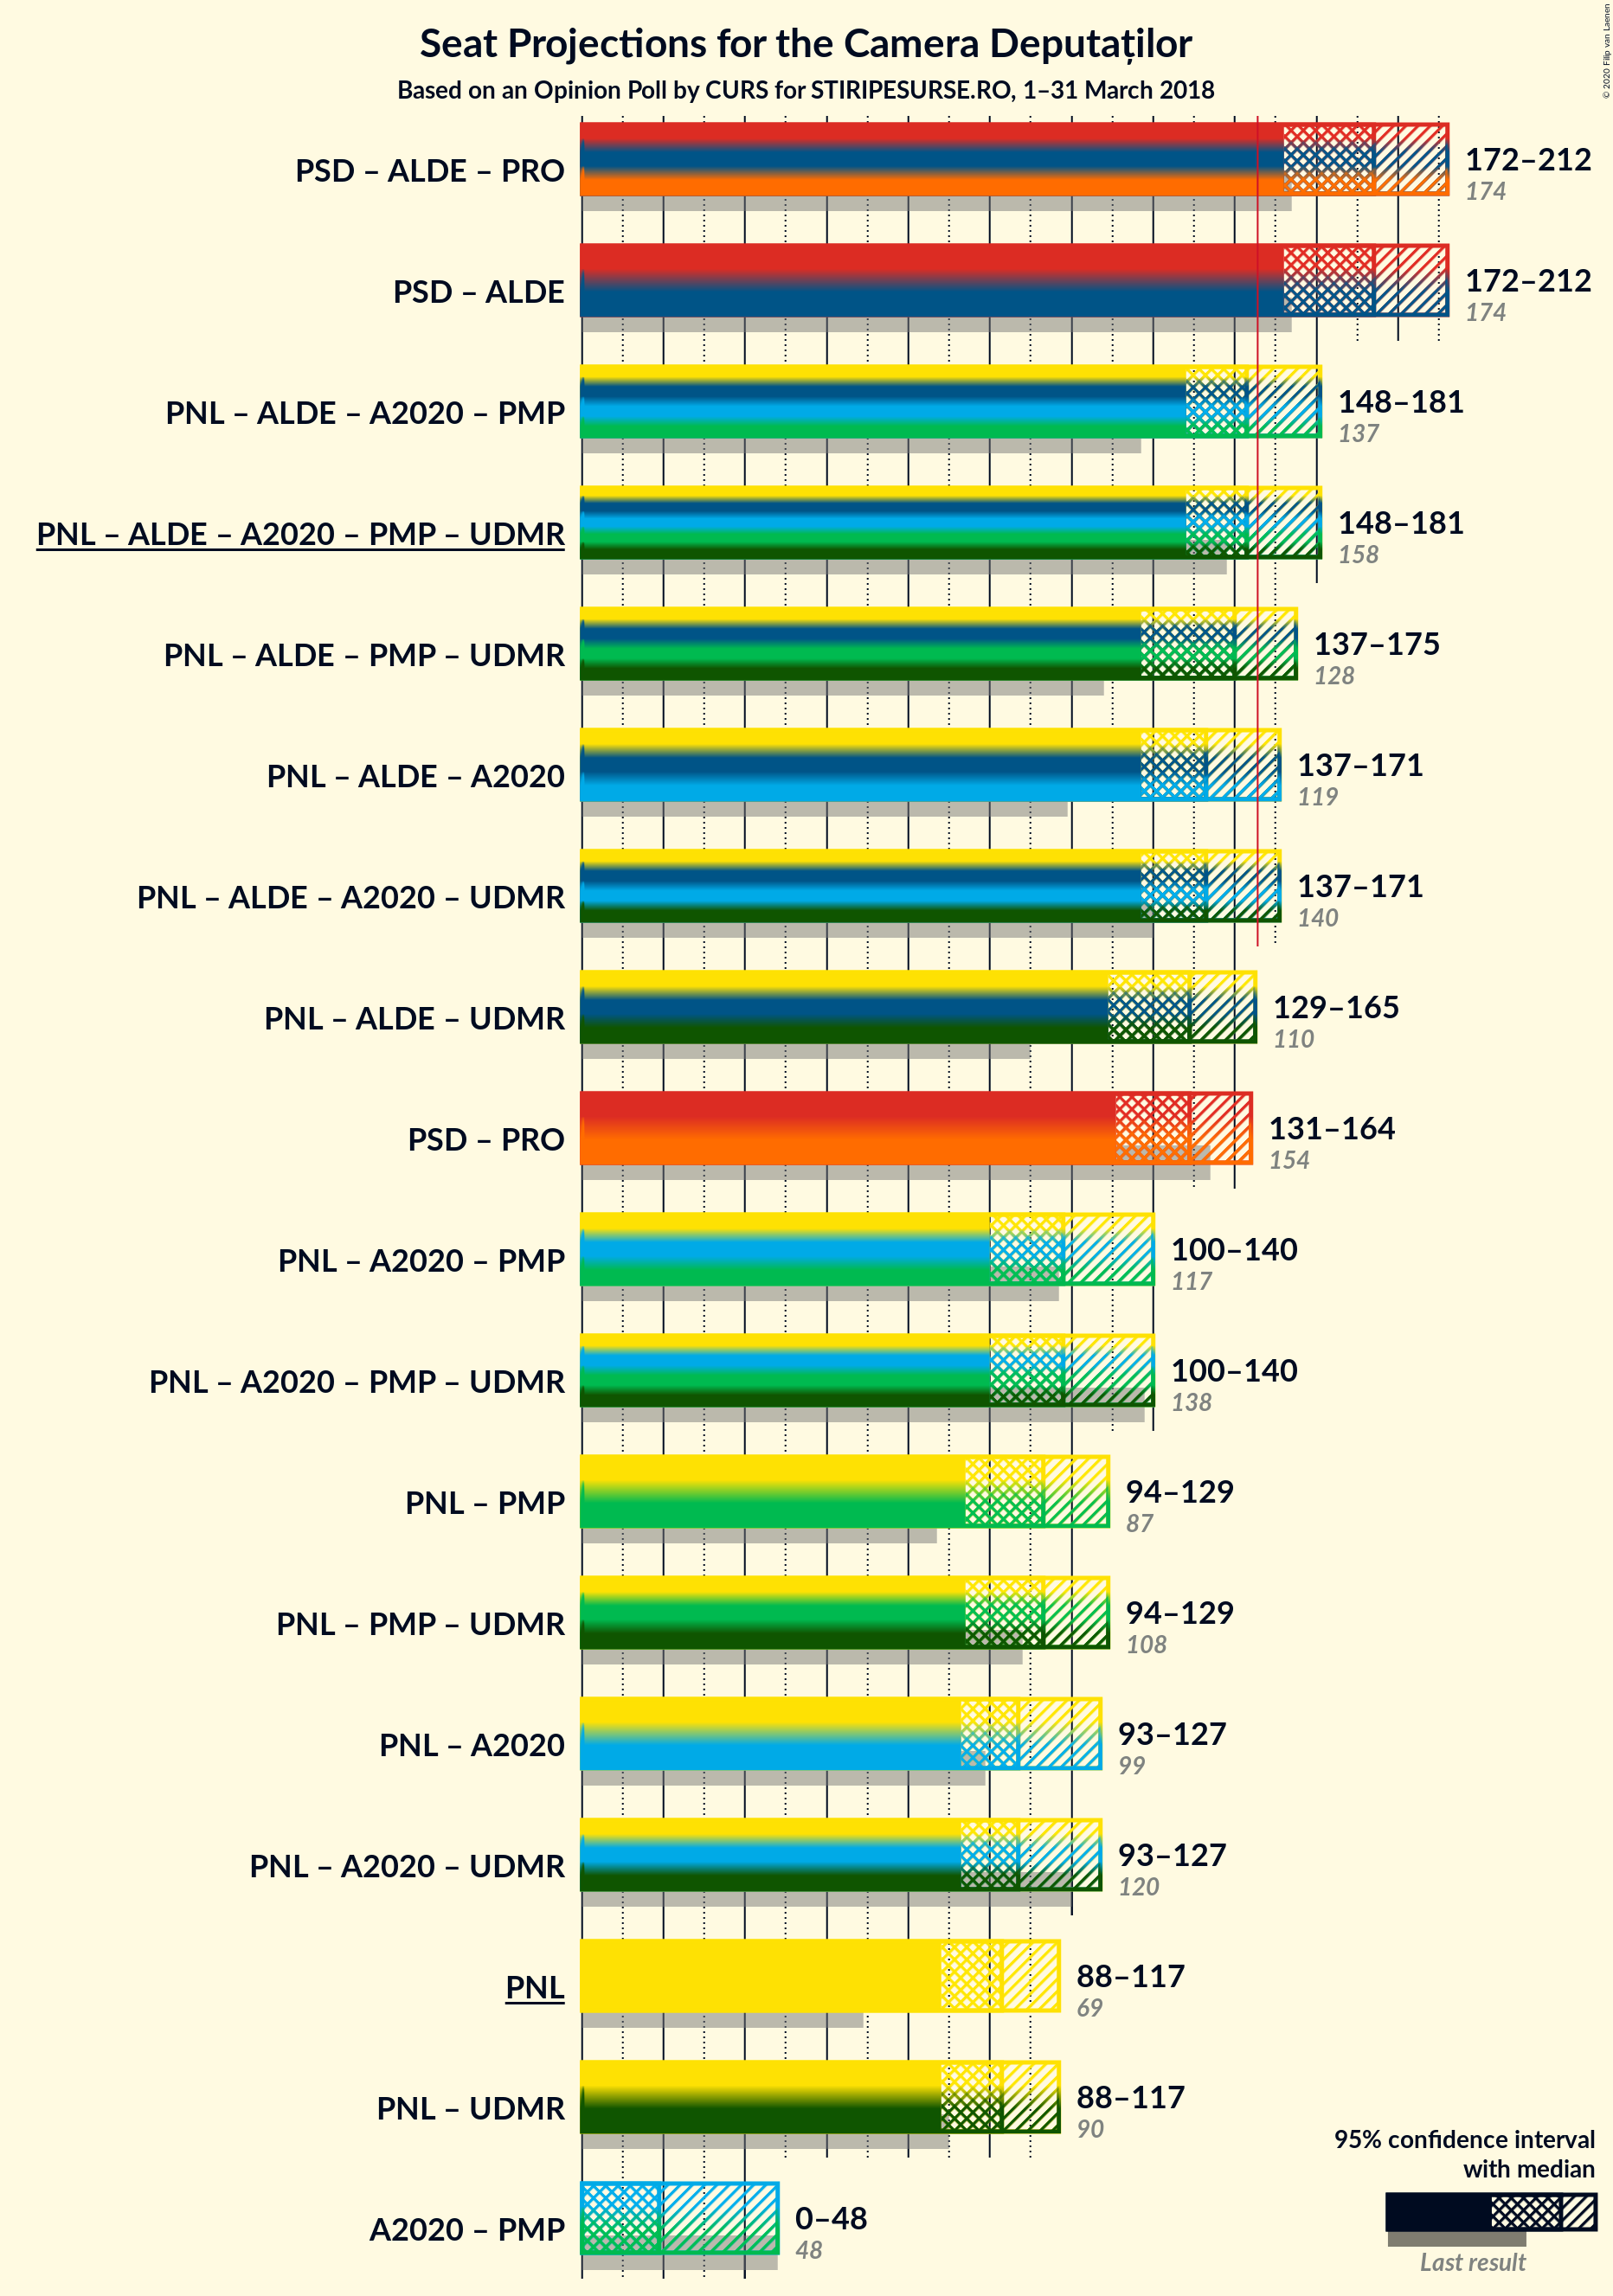 Seat Projections for the Camera Deputaților
Based on an Opinion Poll by CURS for STIRIPESURSE.RO, 1–31 March 2018
© 2020 Filip van Laenen
PSD – ALDE – PRO
172–212
174
PSD – ALDE
172–212
174
PNL – ALDE – A2020 – PMP
148–181
137
PNL – ALDE – A2020 – PMP – UDMR
148–181
158
PNL – ALDE – PMP – UDMR
137–175
128
PNL – ALDE – A2020
137–171
119
PNL – ALDE – A2020 – UDMR
137–171
140
PNL – ALDE – UDMR
129–165
110
PSD – PRO
131–164
154
PNL – A2020 – PMP
100–140
117
PNL – A2020 – PMP – UDMR
100–140
138
PNL – PMP
94–129
87
PNL – PMP – UDMR
94–129
108
PNL – A2020
93–127
99
PNL – A2020 – UDMR
93–127
120
PNL
88–117
69
PNL – UDMR
88–117
90
A2020 – PMP
0–48
48
95% confidence interval
with median
Last result